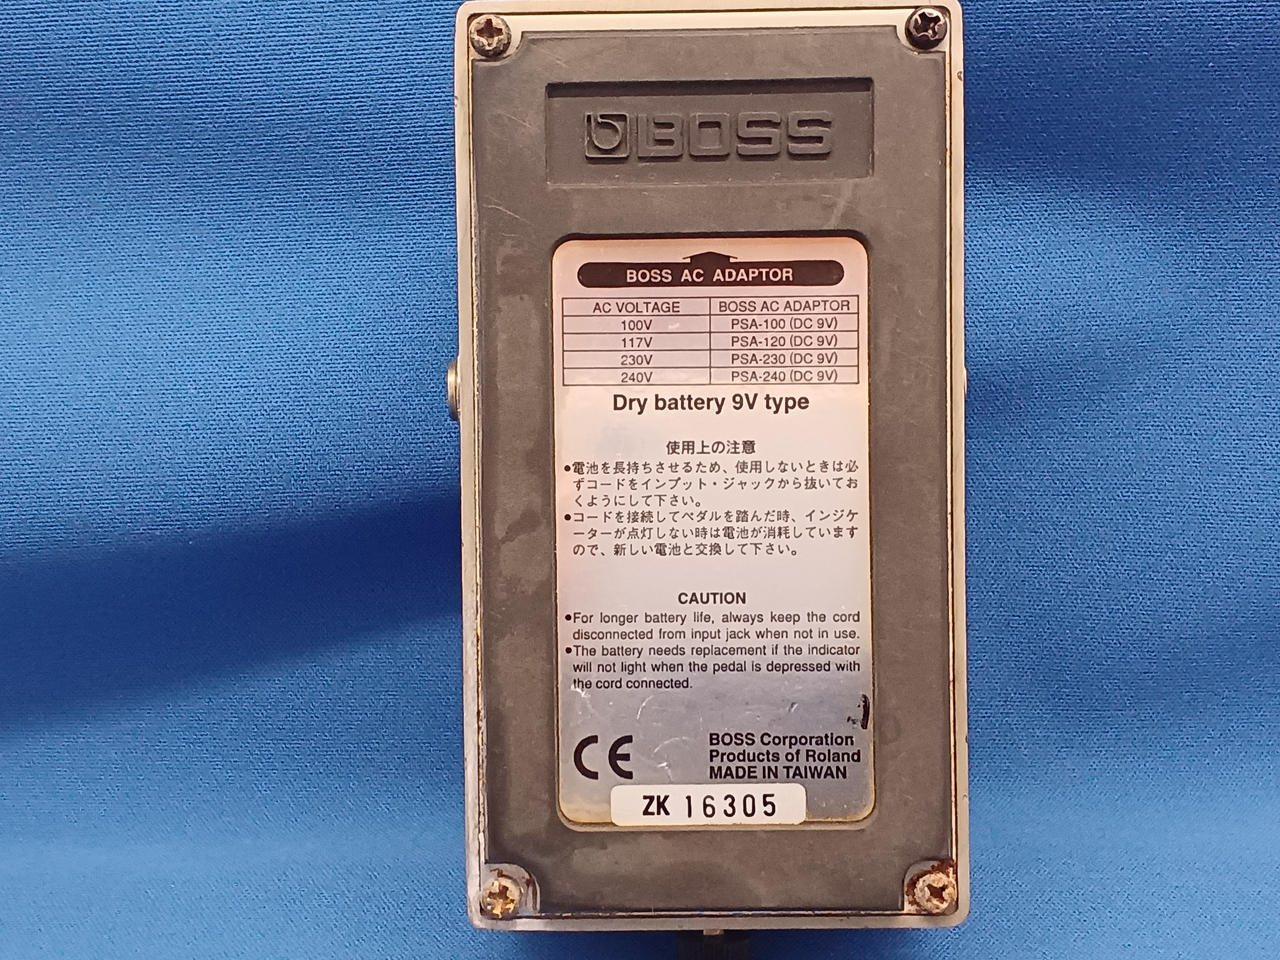 BOSS
BOSS AC ADAPTOR
AC VOLTAGE BOSS AC ADAPTOR
100V PSA-100 (DC 9V)
117V PSA-120 (DC 9V)
230V PSA-230 (DC 9V)
240V PSA-240 (DC 9V)
Dry battery 9V type
使用上の注意
●電池を長持ちさせるため、使用しないときは必
ずコードをインプット・ジャックから抜いてお
くようにして下さい。
●コードを接続してペダルを踏んだ時、インジケ
ーターが点灯しない時は電池が消耗しています
ので、新しい電池と交換して下さい。
CAUTION
●For longer battery life, always keep the cord
disconnected from input jack when not in use.
●The battery needs replacement if the indicator
will not light when the pedal is depressed with
the cord connected.
CE
BOSS Corporation
Products of Roland
MADE IN TAIWAN
ZK 16305